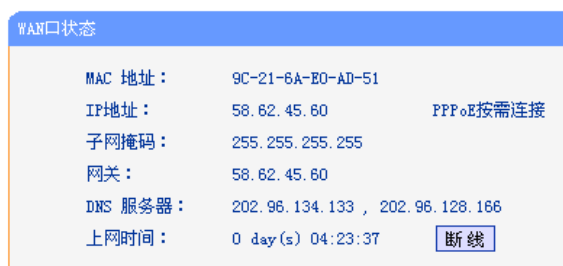 WAN口状态
MAC 地址： 9C-21-6A-E0-AD-51
IP地址： 58.62.45.60 PPPoE按需连接
子网掩码： 255.255.255.255
网关： 58.62.45.60
DNS 服务器： 202.96.134.133 , 202.96.128.166
上网时间： 0 day(s) 04:23:37 断 线